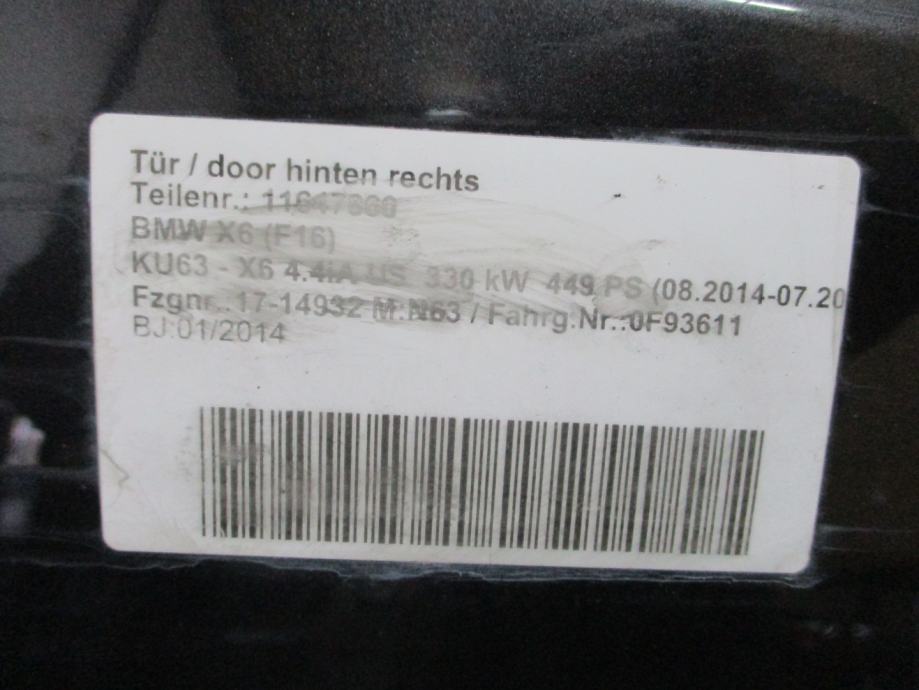 Tür / door hinten rechts
Teilenr.: 11647860
BMW X6 (F16)
KU63 - X6 4.4iA US 330 kW 449 PS (08.2014-07.20
Fzgnr.:17-14932 M:N63 / Fahrg.Nr.:0F93611
BJ:01/2014